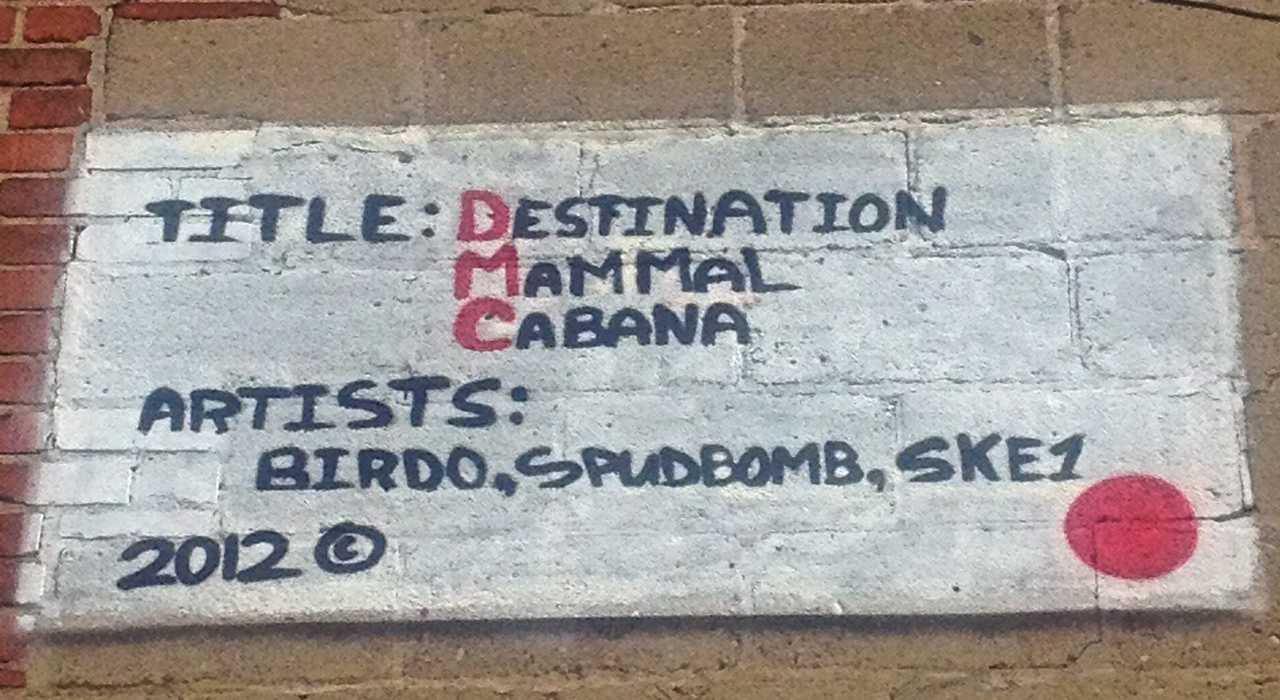 TITLE: DESTINATION
MAMMAL
CABANA
ARTISTS:
BIRDO, SPUDBOMB, SKE1
2012 ©